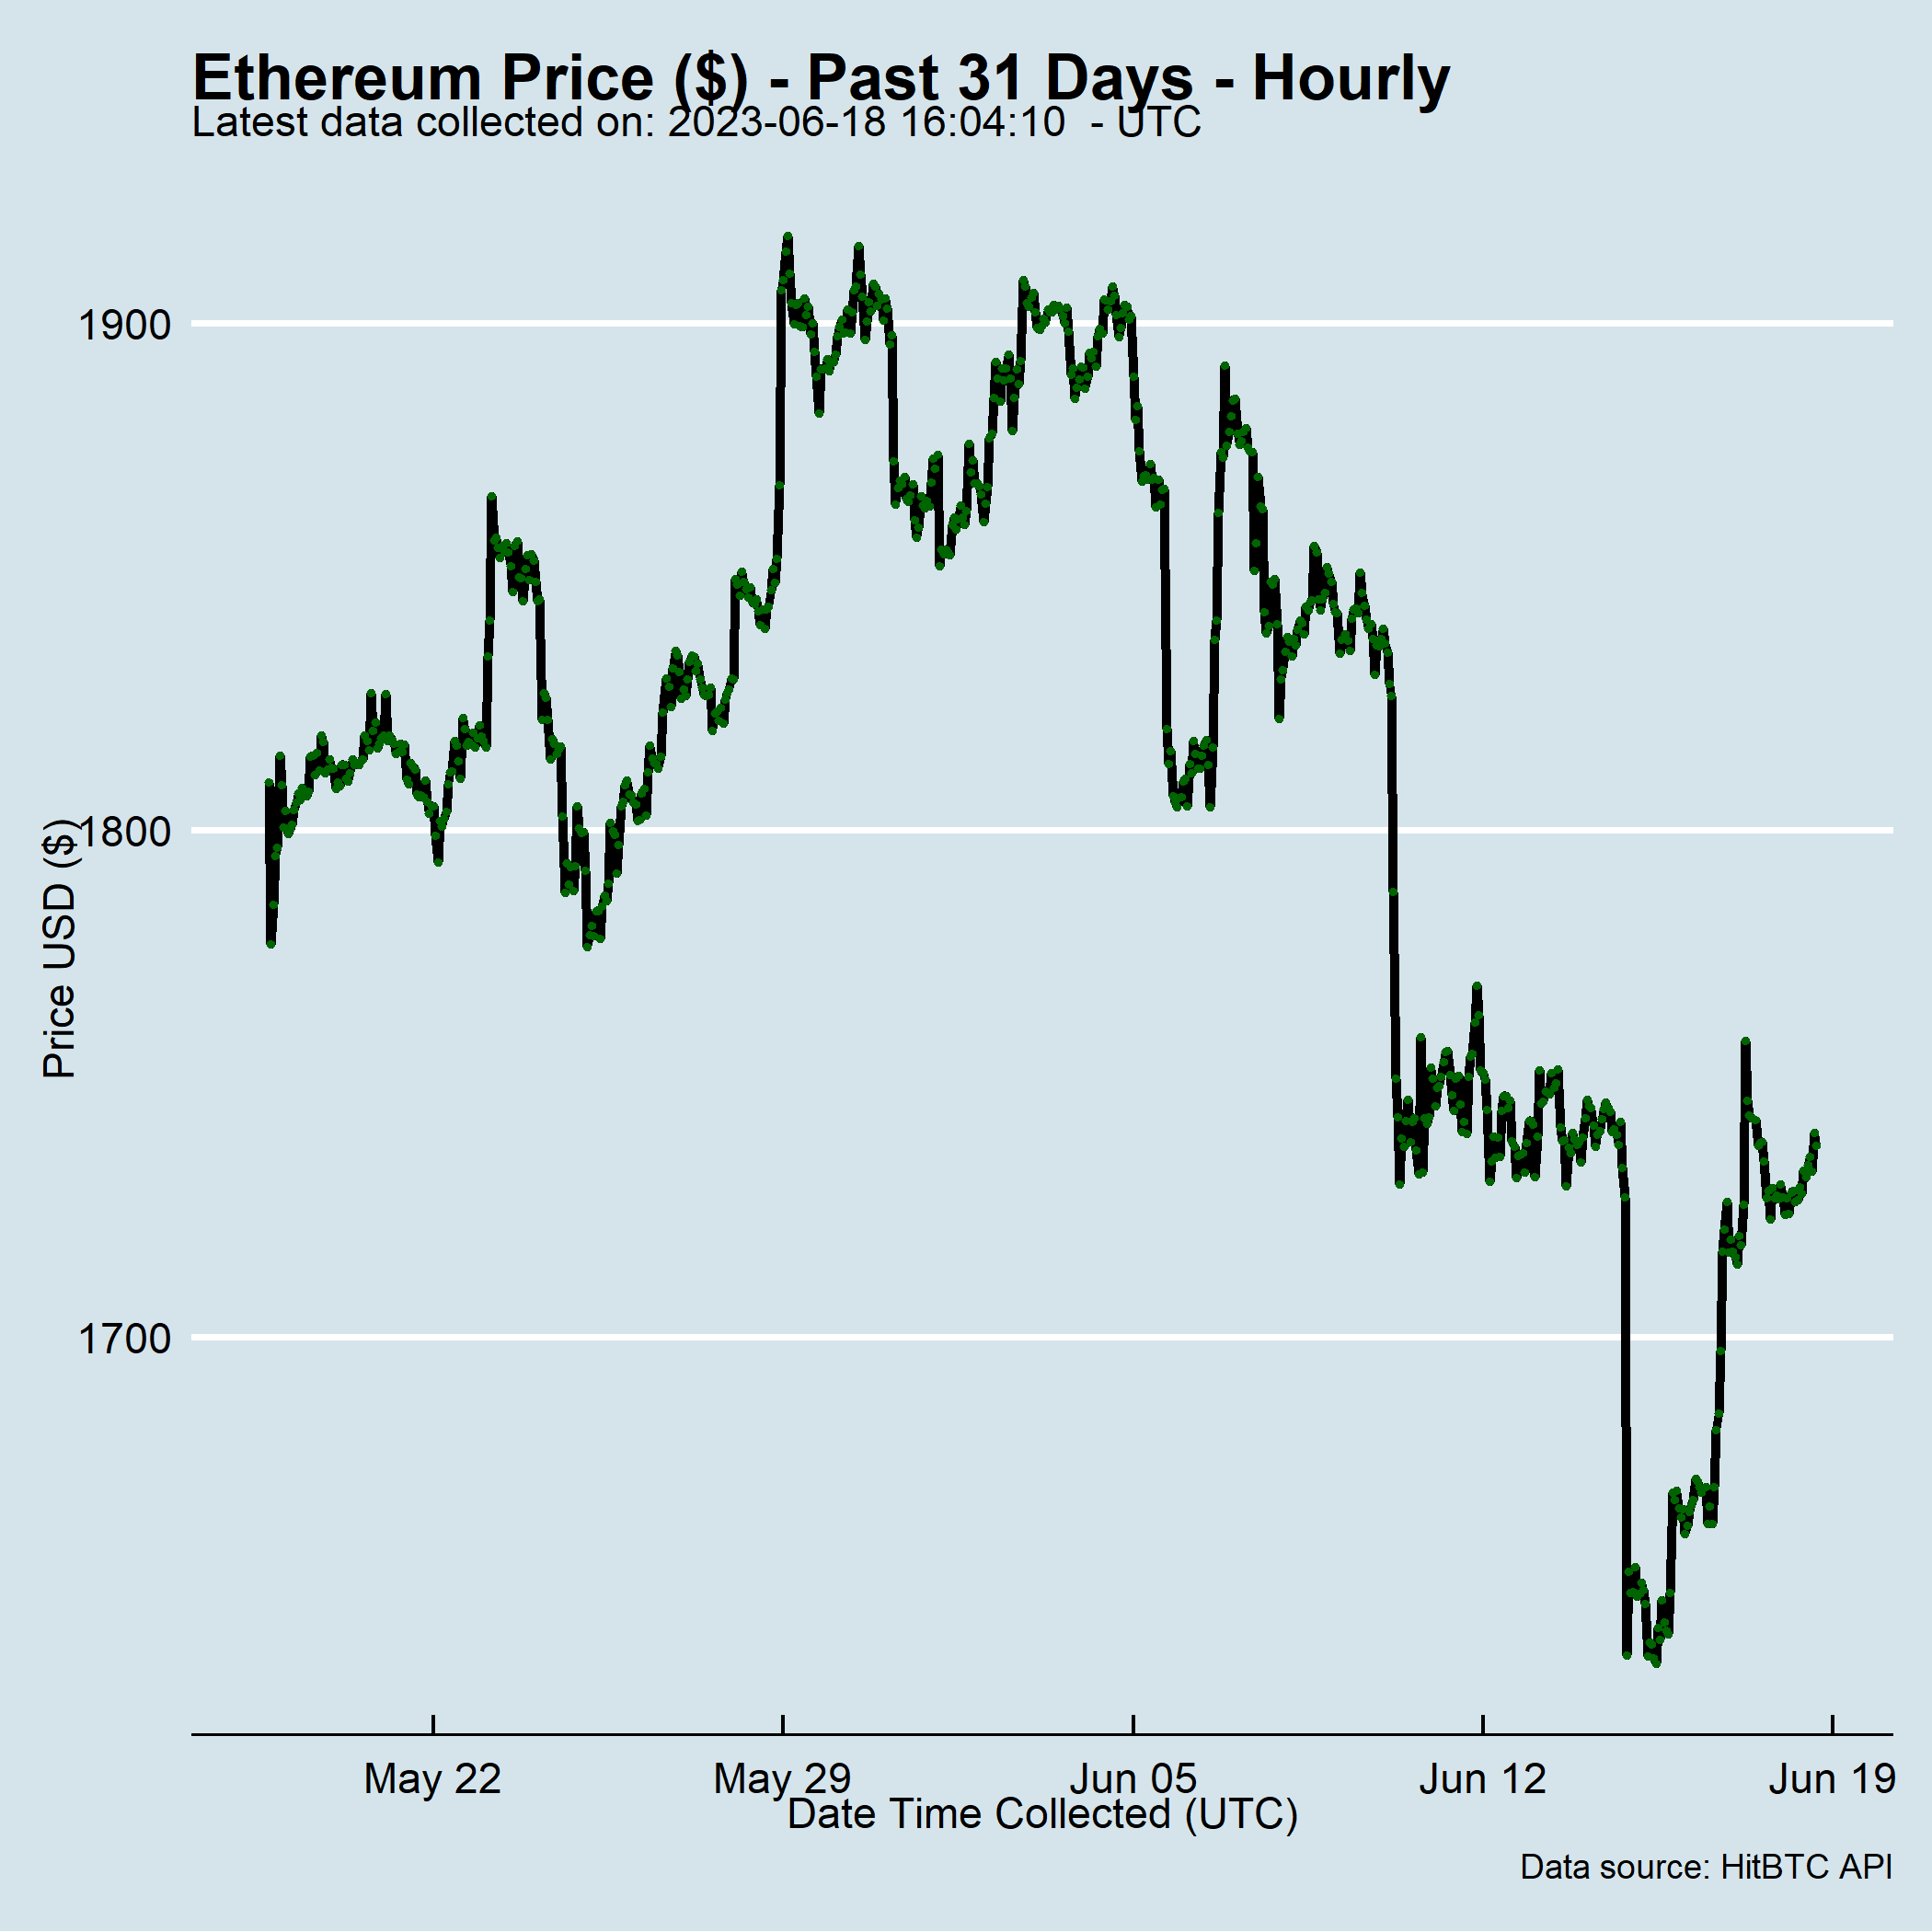 Ethereum Price ($) - Past 31 Days - Hourly
Latest data collected on: 2023-06-18 16:04:10  - UTC
1900
1800
1700
Price USD ($)
May 22
May 29
Jun 05
Jun 12
Jun 19
Date Time Collected (UTC)
Data source: HitBTC API